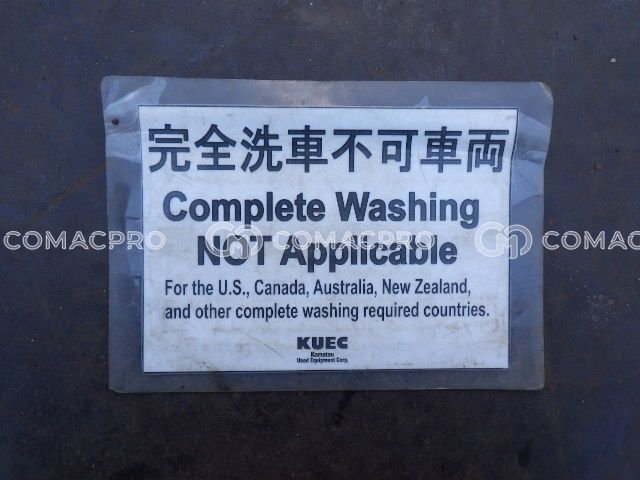 完全洗車不可車両
Complete Washing
NOT Applicable
COMACPRO COMACPRO COMACP
For the U.S., Canada, Australia, New Zealand,
and other complete washing required countries.
KUEC
Komatsu
Used Equipment Corp.